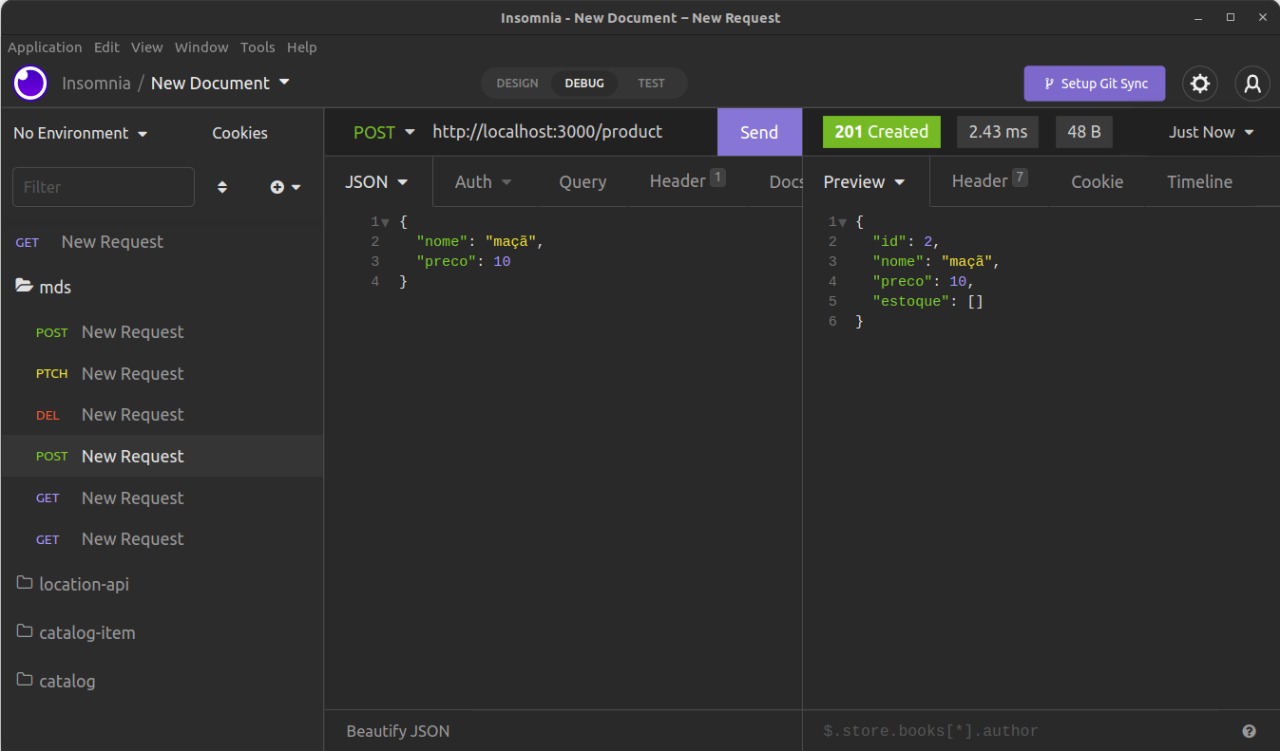 Insomnia - New Document – New Request
Application Edit View Window Tools Help
Insomnia / New Document
DESIGN DEBUG TEST
Setup Git Sync
No Environment Cookies
POST http://localhost:3000/product Send
201 Created 2.43 ms 48 B Just Now
Filter
JSON Auth Query Header 1 Docs
Preview Header 7 Cookie Timeline
GET New Request
mds
POST New Request
PTCH New Request
DEL New Request
POST New Request
GET New Request
GET New Request
location-api
catalog-item
catalog
1 {
2 "nome": "maçã",
3 "preco": 10
4 }
Beautify JSON
1 {
2 "id": 2,
3 "nome": "maçã",
4 "preco": 10,
5 "estoque": []
6 }
$.store.books[*].author